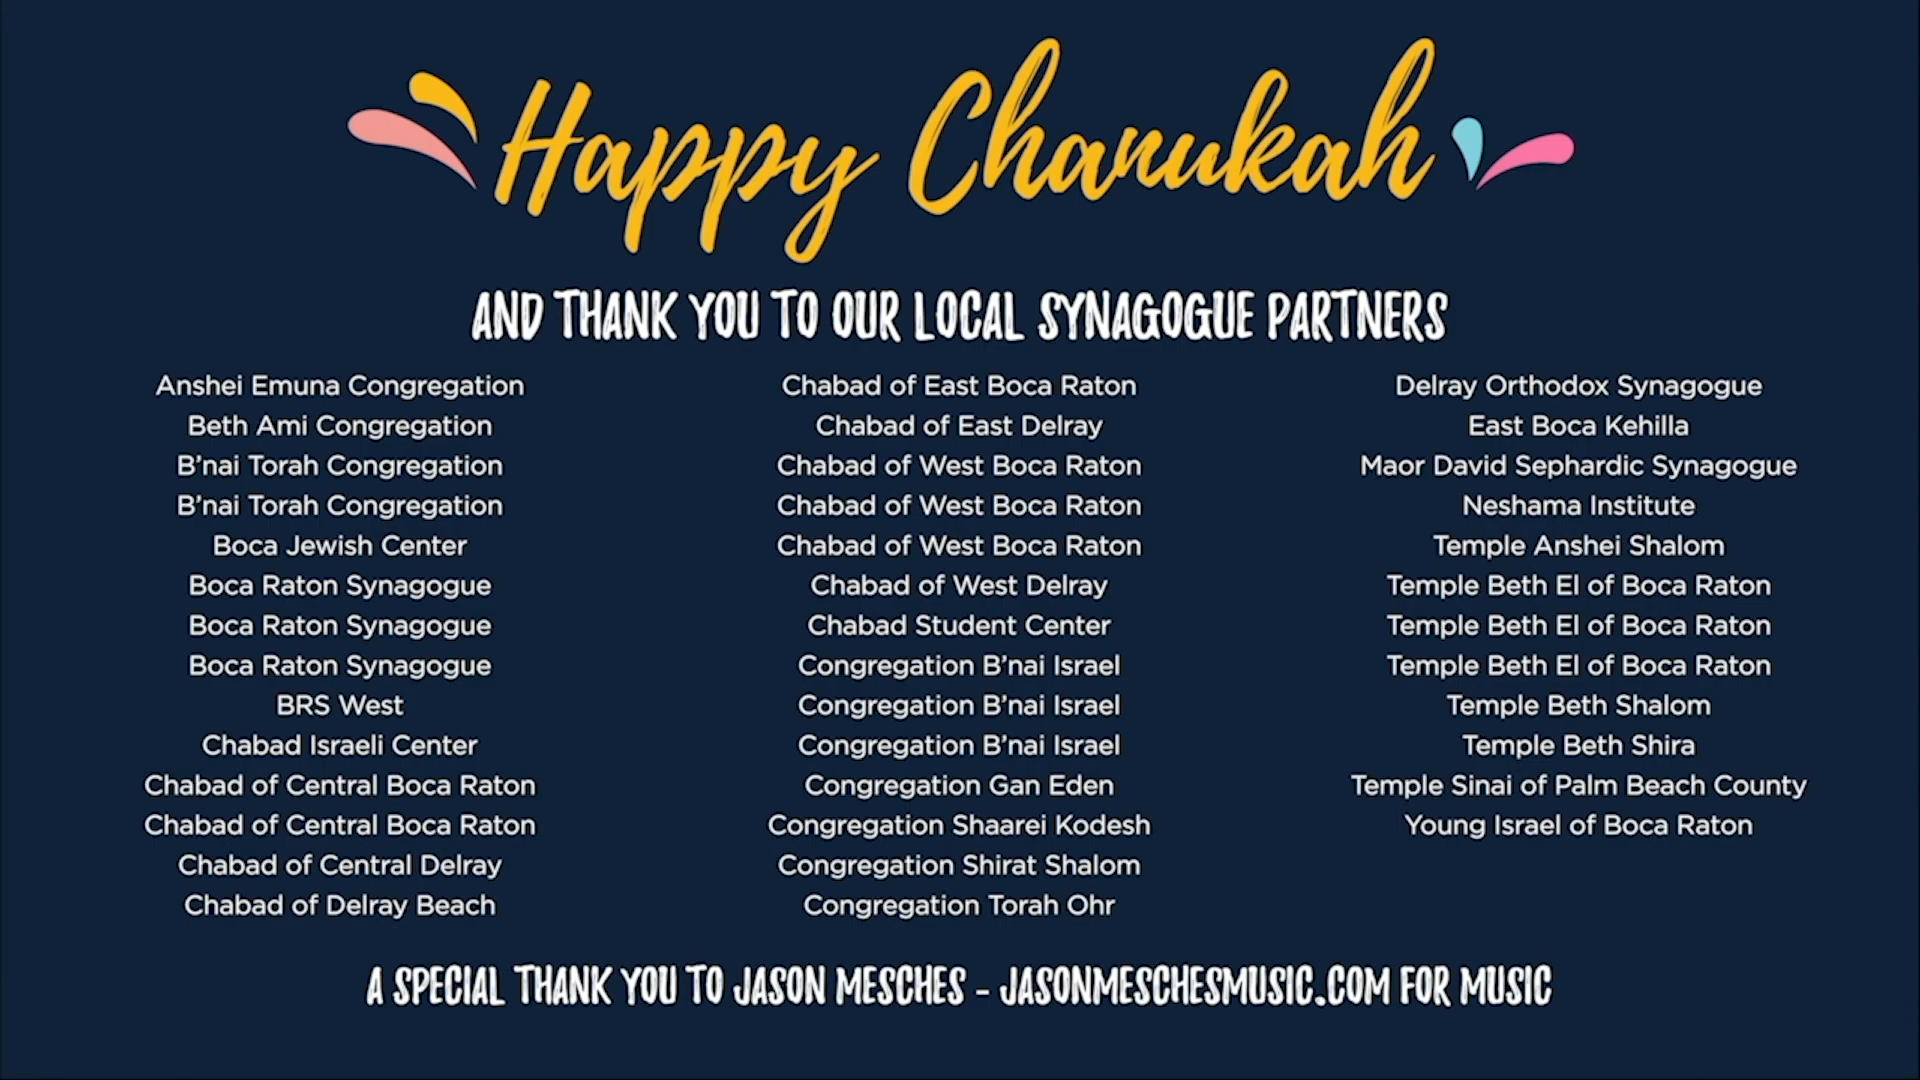 Happy Chanukah
AND THANK YOU TO OUR LOCAL SYNAGOGUE PARTNERS
Anshei Emuna Congregation
Beth Ami Congregation
B’nai Torah Congregation
B’nai Torah Congregation
Boca Jewish Center
Boca Raton Synagogue
Boca Raton Synagogue
Boca Raton Synagogue
BRS West
Chabad Israeli Center
Chabad of Central Boca Raton
Chabad of Central Boca Raton
Chabad of Central Delray
Chabad of Delray Beach
Chabad of East Boca Raton
Chabad of East Delray
Chabad of West Boca Raton
Chabad of West Boca Raton
Chabad of West Boca Raton
Chabad of West Delray
Chabad Student Center
Congregation B’nai Israel
Congregation B’nai Israel
Congregation B’nai Israel
Congregation Gan Eden
Congregation Shaarei Kodesh
Congregation Shirat Shalom
Congregation Torah Ohr
Delray Orthodox Synagogue
East Boca Kehilla
Maor David Sephardic Synagogue
Neshama Institute
Temple Anshei Shalom
Temple Beth El of Boca Raton
Temple Beth El of Boca Raton
Temple Beth El of Boca Raton
Temple Beth Shalom
Temple Beth Shira
Temple Sinai of Palm Beach County
Young Israel of Boca Raton
A SPECIAL THANK YOU TO JASON MESCHES - JASONMESCHESMUSIC.COM FOR MUSIC